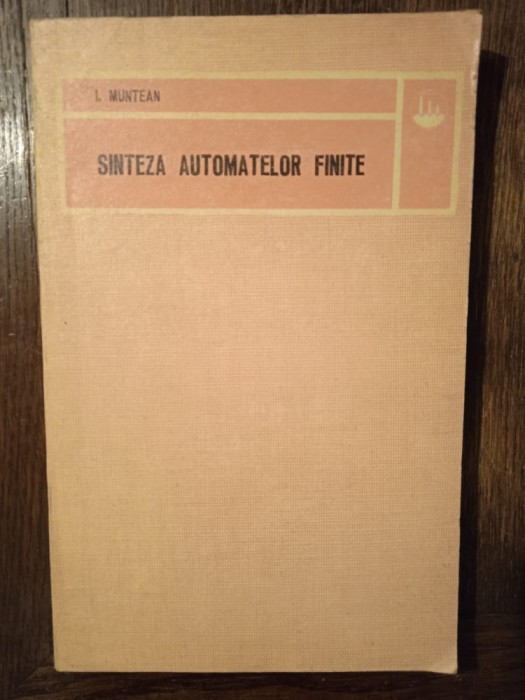 I. MUNTEAN
SINTEZA AUTOMATELOR FINITE